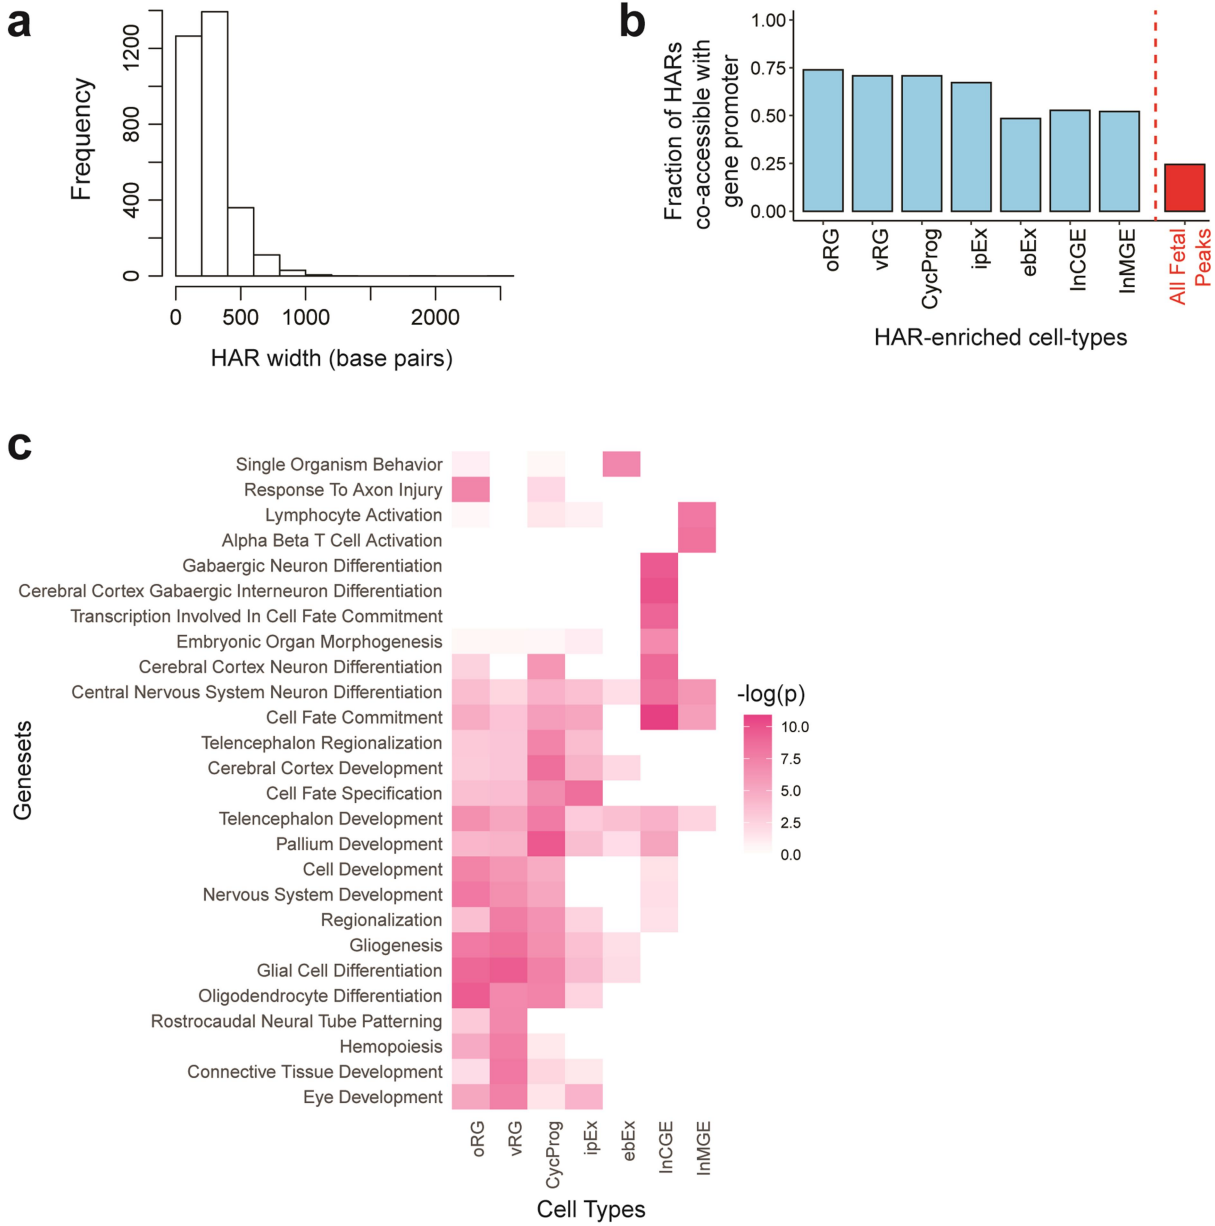 a
1200
800
400
0
Frequency
0 500 1000 2000
HAR width (base pairs)
b
Fraction of HARs
co-accessible with
gene promoter
1.00
0.75
0.50
0.25
0.00
oRG
vRG
CycProg
ipEx
ebEx
InCGE
InMGE
All Fetal
Peaks
HAR-enriched cell-types
c
Genesets
Single Organism Behavior
Response To Axon Injury
Lymphocyte Activation
Alpha Beta T Cell Activation
Gabaergic Neuron Differentiation
Cerebral Cortex Gabaergic Interneuron Differentiation
Transcription Involved In Cell Fate Commitment
Embryonic Organ Morphogenesis
Cerebral Cortex Neuron Differentiation
Central Nervous System Neuron Differentiation
Cell Fate Commitment
Telencephalon Regionalization
Cerebral Cortex Development
Cell Fate Specification
Telencephalon Development
Pallium Development
Cell Development
Nervous System Development
Regionalization
Gliogenesis
Glial Cell Differentiation
Oligodendrocyte Differentiation
Rostrocaudal Neural Tube Patterning
Hemopoiesis
Connective Tissue Development
Eye Development
oRG
vRG
CycProg
ipEx
ebEx
InCGE
InMGE
Cell Types
-log(p)
10.0
7.5
5.0
2.5
0.0